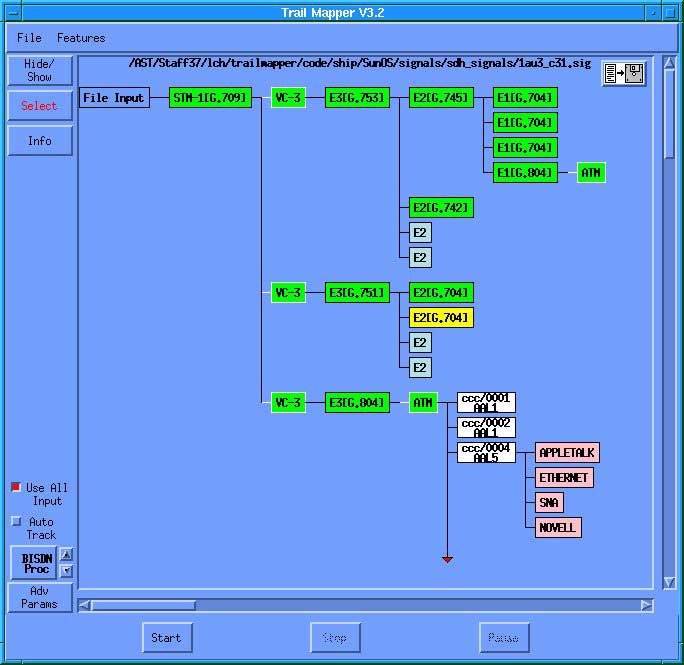 Trail Mapper V3.2
File Features
/AST/Staff37/lch/trailmapper/code/ship/SunOS/signals/sdh_signals/1au3_c31.sig
Hide/
Show
Select
Info
File Input STM-1[G.709] VC-3 E3[G.753] E2[G.745] E1[G.704]
E1[G.704]
E1[G.704]
E1[G.804] ATM
E2[G.742]
E2
E2
VC-3 E3[G.751] E2[G.704]
E2[G.704]
E2
E2
VC-3 E3[G.804] ATM ccc/0001
AAL1
ccc/0002
AAL1
ccc/0004
AAL5
APPLETALK
ETHERNET
SNA
NOVELL
Use All
Input
Auto
Track
BISDN
Proc
Adv
Params
Start Stop Pause